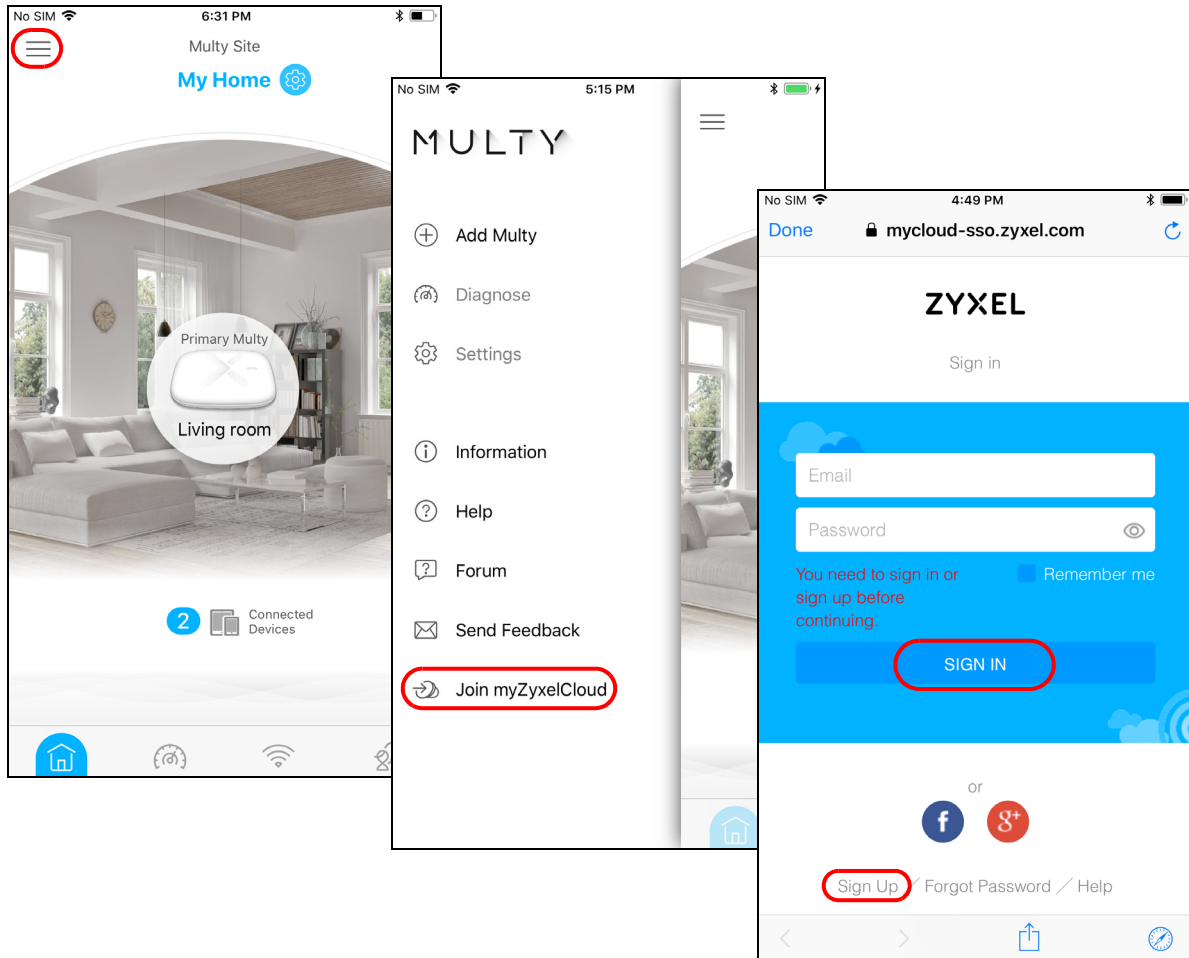 No SIM 6:31 PM
Multy Site
My Home
Primary Multy
Living room
2 Connected
Devices
No SIM 5:15 PM
MULTY
Add Multy
Diagnose
Settings
Information
Help
Forum
Send Feedback
Join myZyxelCloud
No SIM 4:49 PM
Done mycloud-sso.zyxel.com
ZYXEL
Sign in
Email
Password
You need to sign in or
sign up before
continuing.
Remember me
SIGN IN
or
f g+
Sign Up / Forgot Password / Help